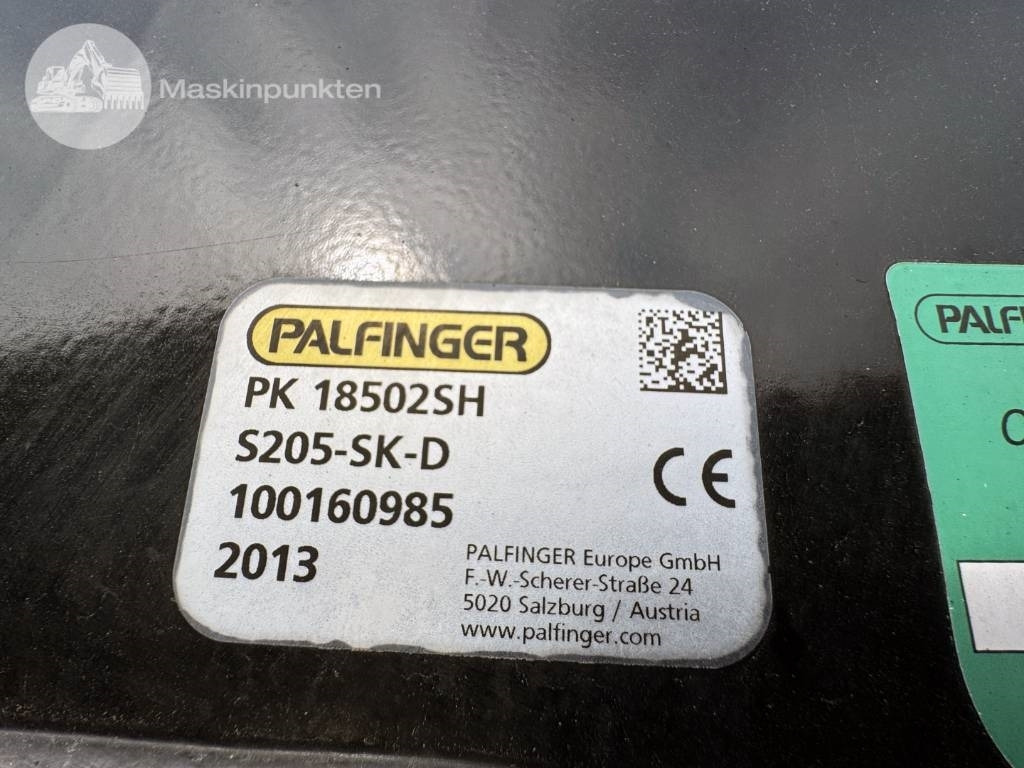 Maskinpunkten
PALFINGER
PK 18502SH
S205-SK-D
100160985
2013
CE
PALFINGER Europe GmbH
F.-W.-Scherer-Straße 24
5020 Salzburg / Austria
www.palfinger.com